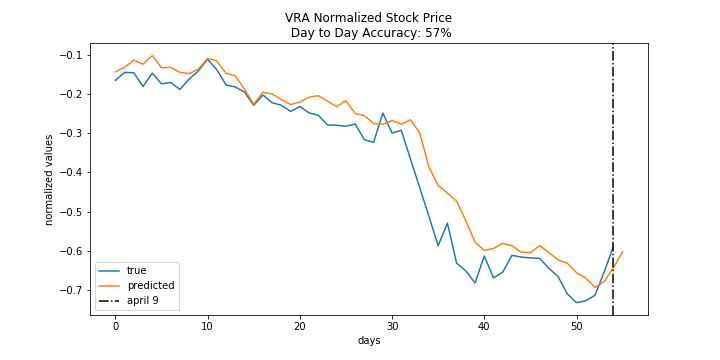 VRA Normalized Stock Price
Day to Day Accuracy: 57%
normalized values
−0.1
−0.2
−0.3
−0.4
−0.5
−0.6
−0.7
true
predicted
april 9
0
10
20
30
40
50
days